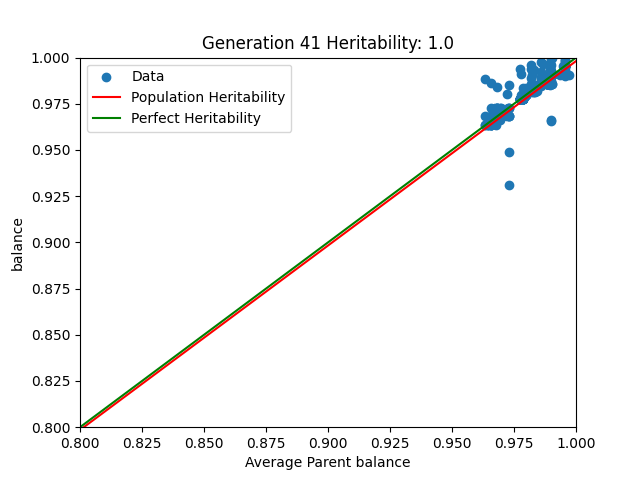 Generation 41 Heritability: 1.0
Data
Population Heritability
Perfect Heritability
balance
1.000
0.975
0.950
0.925
0.900
0.875
0.850
0.825
0.800
0.800 0.825 0.850 0.875 0.900 0.925 0.950 0.975 1.000
Average Parent balance